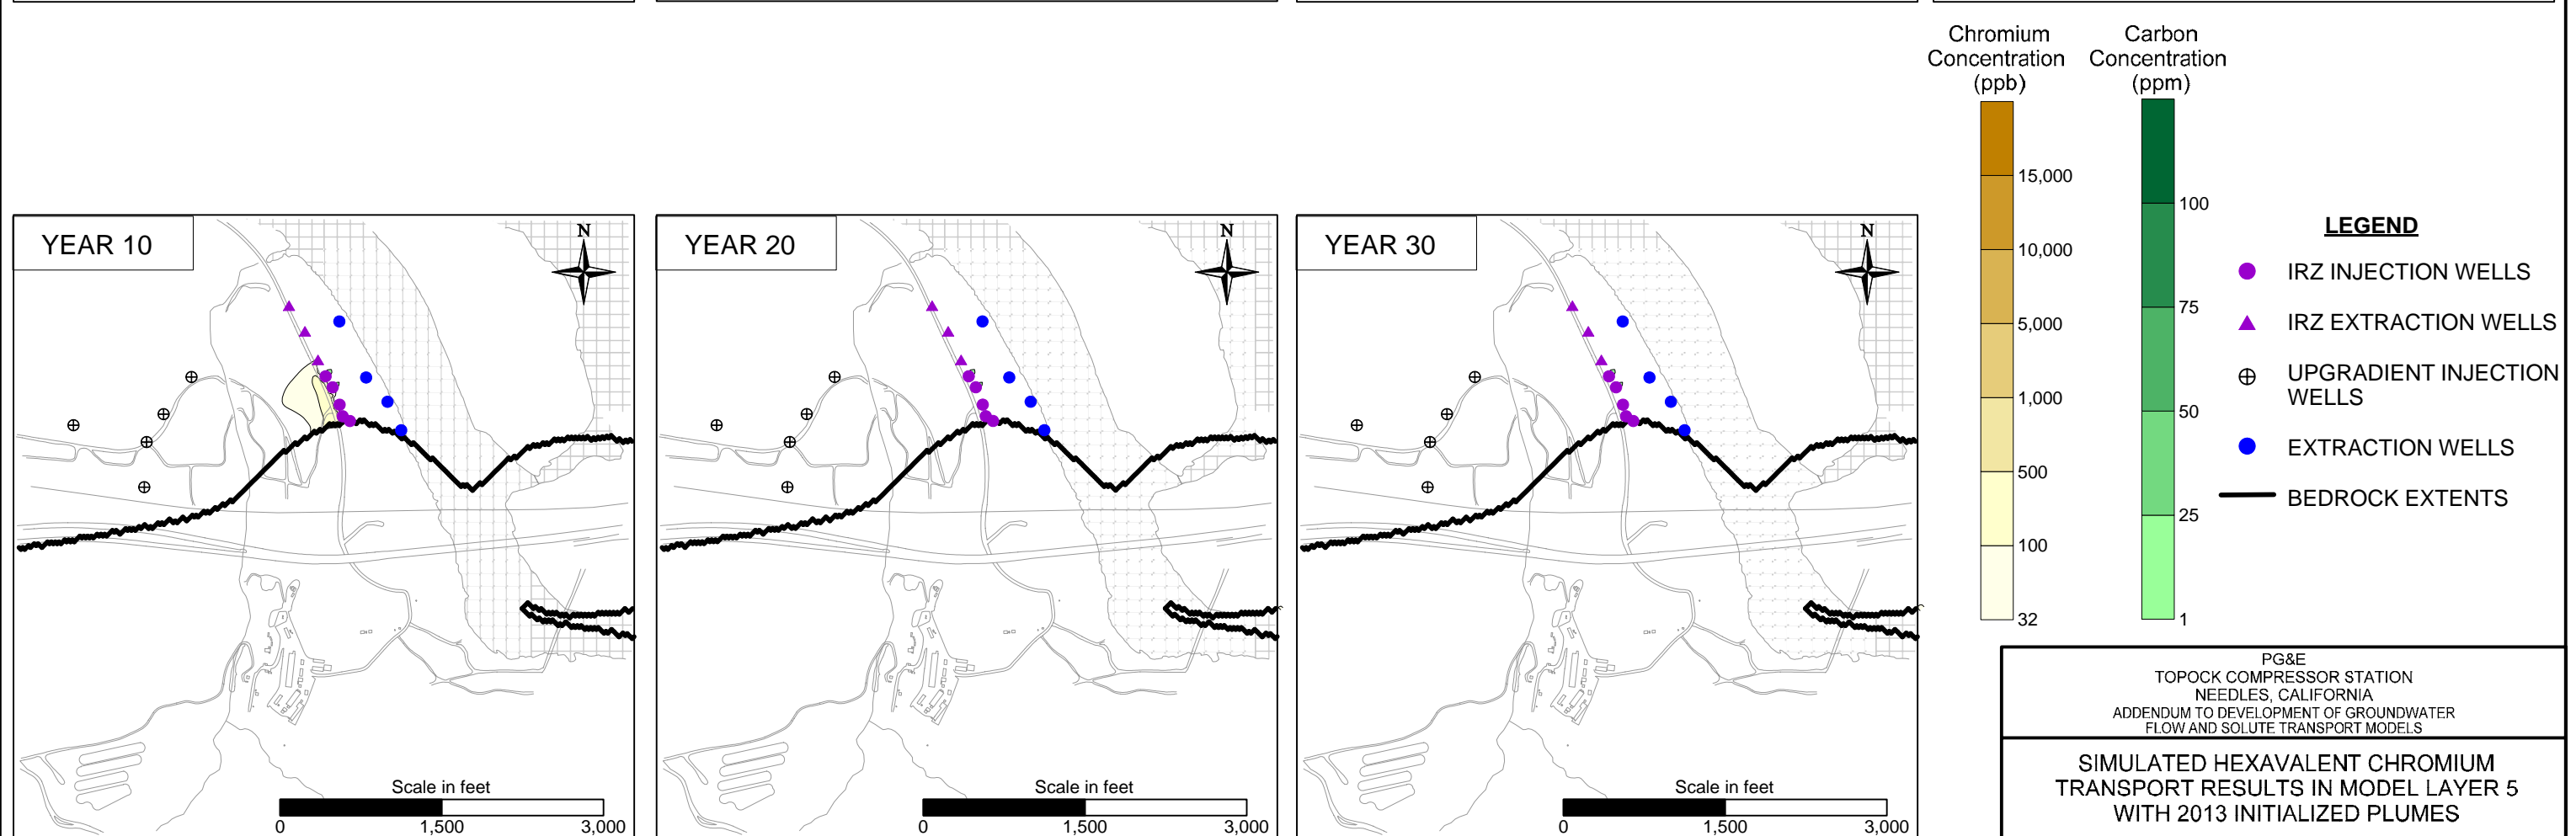 YEAR 10
N
Scale in feet
0 1,500 3,000
YEAR 20
N
Scale in feet
0 1,500 3,000
YEAR 30
N
Scale in feet
0 1,500 3,000
Chromium
Concentration
(ppb)
15,000
10,000
5,000
1,000
500
100
32
Carbon
Concentration
(ppm)
100
75
50
25
1
LEGEND
IRZ INJECTION WELLS
IRZ EXTRACTION WELLS
UPGRADIENT INJECTION
WELLS
EXTRACTION WELLS
BEDROCK EXTENTS
PG&E
TOPOCK COMPRESSOR STATION
NEEDLES, CALIFORNIA
ADDENDUM TO DEVELOPMENT OF GROUNDWATER
FLOW AND SOLUTE TRANSPORT MODELS
SIMULATED HEXAVALENT CHROMIUM
TRANSPORT RESULTS IN MODEL LAYER 5
WITH 2013 INITIALIZED PLUMES